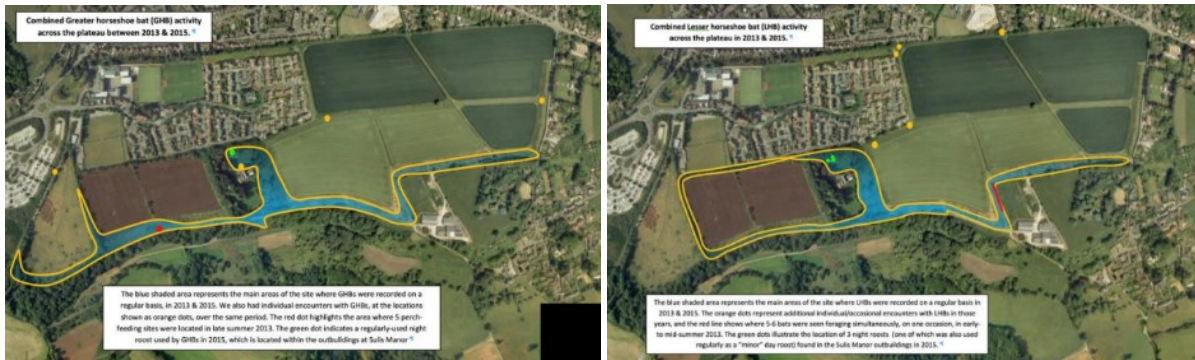 Combined Greater horseshoe bat (GHB) activity
across the plateau between 2013 & 2015.
The blue shaded area represents the main areas of the site where GHBs were recorded on a
regular basis, in 2013 & 2015. We also had individual encounters with GHBs, at the locations
shown as orange dots, over the same period. The red dot highlights the area where 5 perch-
feeding sites were located in late summer 2013. The green dot indicates a regularly-used night
roost used by GHBs in 2015, which is located within the outbuildings at Sulis Manor
Combined Lesser horseshoe bat (LHB) activity
across the plateau in 2013 & 2015.
The blue shaded area represents the main areas of the site where LHBs were recorded on a regular basis in
2013 & 2015. The orange dots represent additional individual/occasional encounters with LHBs in those
years, and the red line shows where 5-6 bats were seen foraging simultaneously, on one occasion, in early-
to mid-summer 2013. The green dots illustrate the location of 3 night roosts (one of which was also used
regularly as a "minor" day roost) found in the Sulis Manor outbuildings in 2015.